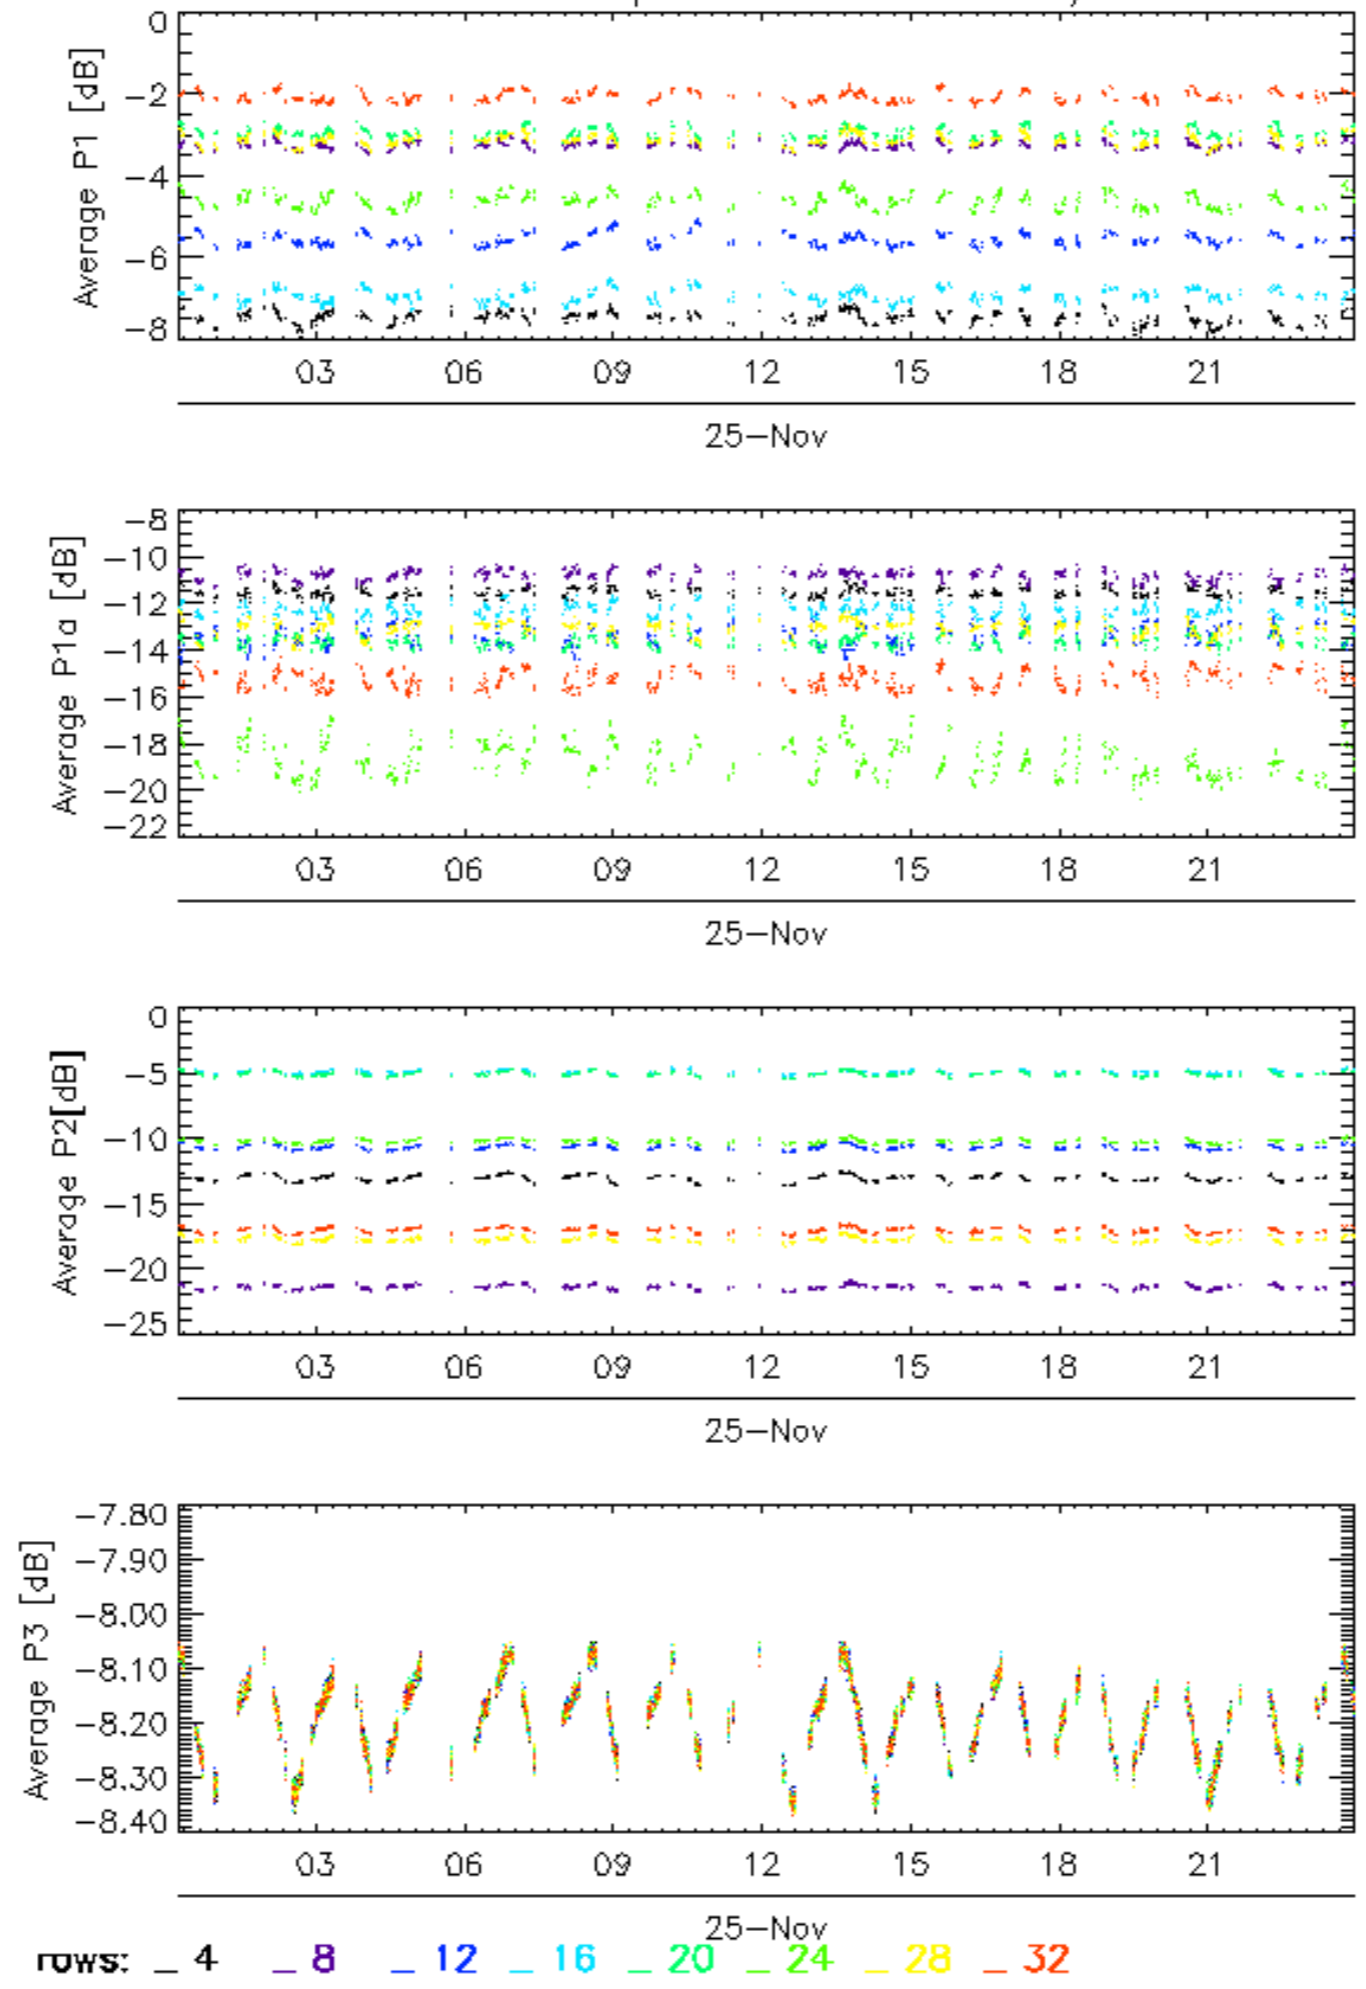 0
-2
-4
-6
-8
Average P1 [dB]
03 06 09 12 15 18 21
25-Nov
-8
-10
-12
-14
-16
-18
-20
-22
Average P1a [dB]
03 06 09 12 15 18 21
25-Nov
0
-5
-10
-15
-20
-25
Average P2[dB]
03 06 09 12 15 18 21
25-Nov
-7.80
-7.90
-8.00
-8.10
-8.20
-8.30
-8.40
Average P3 [dB]
03 06 09 12 15 18 21
25-Nov
rows: _ 4 _ 8 _ 12 _ 16 _ 20 _ 24 _ 28 _ 32